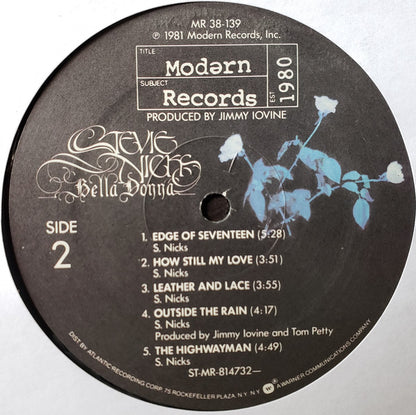 MR 38-139
℗ 1981 Modern Records, Inc.
TITLE
Modərn
SUBJECT
Records
EST 1980
PRODUCED BY JIMMY IOVINE
STEVIE
NICKS
Bella Donna
SIDE
2
1. EDGE OF SEVENTEEN (5:28)
S. Nicks
2. HOW STILL MY LOVE (3:51)
S. Nicks
3. LEATHER AND LACE (3:55)
S. Nicks
4. OUTSIDE THE RAIN (4:17)
S. Nicks
Produced by Jimmy Iovine and Tom Petty
5. THE HIGHWAYMAN (4:49)
S. Nicks
ST-MR-814732—
DIST. BY ATLANTIC RECORDING CORP. 75 ROCKEFELLER PLAZA, N.Y. N.Y. W A WARNER COMMUNICATIONS COMPANY